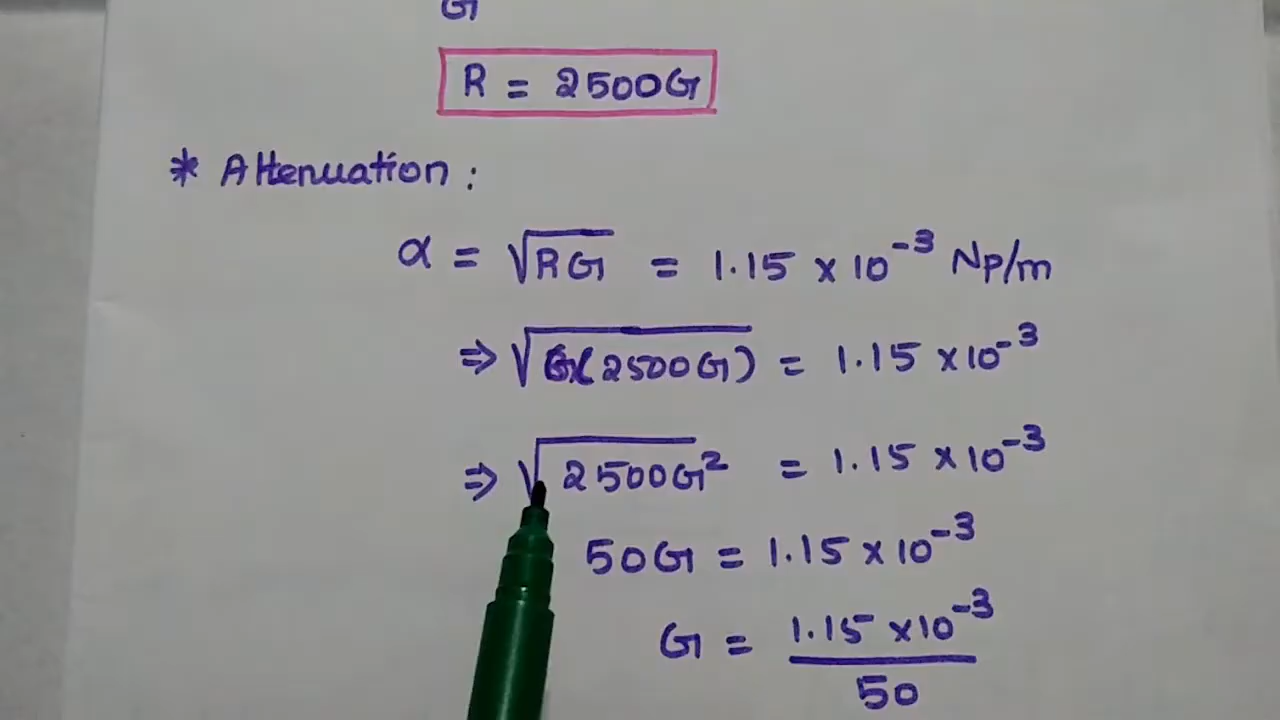 G
R = 2500G
* Attenuation :
α = √RG = 1.15 × 10⁻³ Np/m
⇒ √G(2500G) = 1.15 × 10⁻³
⇒ √2500G² = 1.15 × 10⁻³
50G = 1.15 × 10⁻³
G = 1.15 × 10⁻³
50